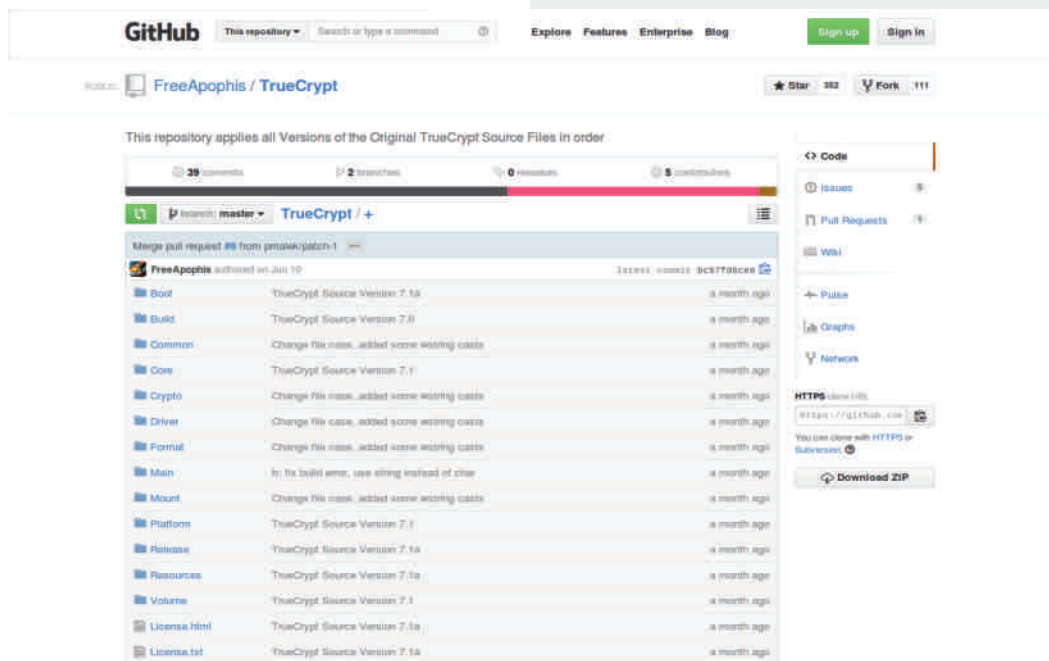 GitHub This repository Search or type a command Explore Features Enterprise Blog Sign up Sign in
PUBLIC FreeApophis / TrueCrypt Star 352 Fork 111
This repository applies all Versions of the Original TrueCrypt Source Files in order
<> Code
39 commits 2 branches 0 releases 5 contributors
Issues 5
branch: master TrueCrypt / +
Pull Requests 1
Merge pull request #8 from pmalek/patch-1
Wiki
FreeApophis authored on Jun 10 latest commit
Boot TrueCrypt Source Version 7.1a a month ago
Pulse
Build TrueCrypt Source Version 7.0 a month ago
Graphs
Common Change file case, added some wstring casts a month ago
Network
Core TrueCrypt Source Version 7.1 a month ago
Crypto Change file case, added some wstring casts a month ago
HTTPS clone URL
https://github.com
Driver Change file case, added some wstring casts a month ago
You can clone with HTTPS or
Subversion.
Format Change file case, added some wstring casts a month ago
Main fix build error, use string instead of char a month ago
Download ZIP
Mount Change file case, added some wstring casts a month ago
Platform TrueCrypt Source Version 7.1 a month ago
Release TrueCrypt Source Version 7.1a a month ago
Resources TrueCrypt Source Version 7.1a a month ago
Volume TrueCrypt Source Version 7.1 a month ago
License.html TrueCrypt Source Version 7.1a a month ago
License.txt TrueCrypt Source Version 7.1a a month ago